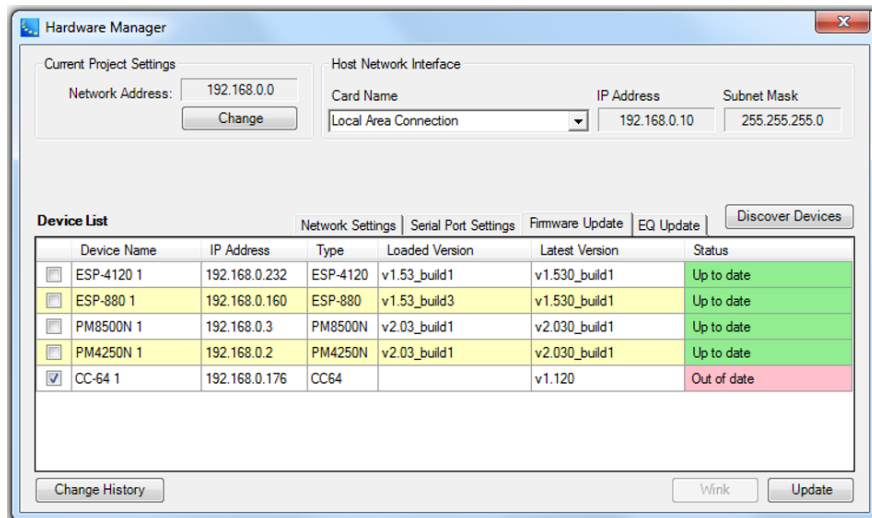 Hardware Manager
Current Project Settings
Network Address: 192.168.0.0
Change
Host Network Interface
Card Name IP Address Subnet Mask
Local Area Connection 192.168.0.10 255.255.255.0
Device List Network Settings Serial Port Settings Firmware Update EQ Update Discover Devices
Device Name IP Address Type Loaded Version Latest Version Status
ESP-4120 1 192.168.0.232 ESP-4120 v1.53_build1 v1.530_build1 Up to date
ESP-880 1 192.168.0.160 ESP-880 v1.53_build3 v1.530_build1 Up to date
PM8500N 1 192.168.0.3 PM8500N v2.03_build1 v2.030_build1 Up to date
PM4250N 1 192.168.0.2 PM4250N v2.03_build1 v2.030_build1 Up to date
CC-64 1 192.168.0.176 CC64 v1.120 Out of date
Change History Wink Update